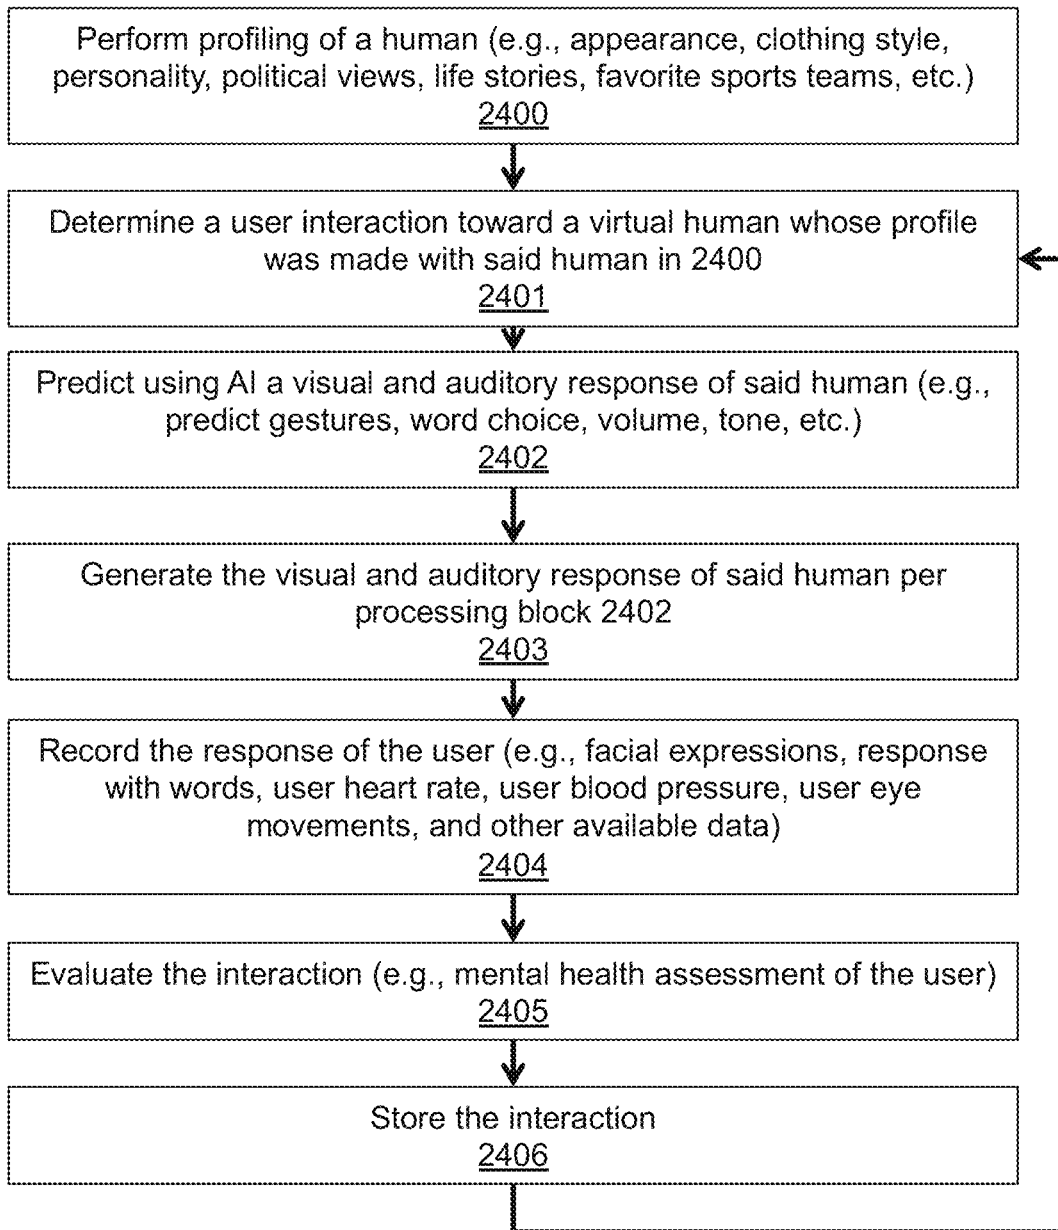 Perform profiling of a human (e.g., appearance, clothing style,
personality, political views, life stories, favorite sports teams, etc.)
2400
Determine a user interaction toward a virtual human whose profile
was made with said human in 2400
2401
Predict using AI a visual and auditory response of said human (e.g.,
predict gestures, word choice, volume, tone, etc.)
2402
Generate the visual and auditory response of said human per
processing block 2402
2403
Record the response of the user (e.g., facial expressions, response
with words, user heart rate, user blood pressure, user eye
movements, and other available data)
2404
Evaluate the interaction (e.g., mental health assessment of the user)
2405
Store the interaction
2406